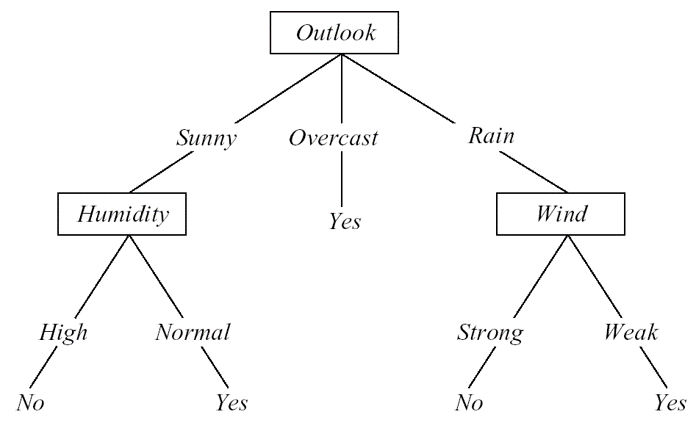 Outlook
Sunny Overcast Rain
Humidity Yes Wind
High Normal Strong Weak
No Yes No Yes